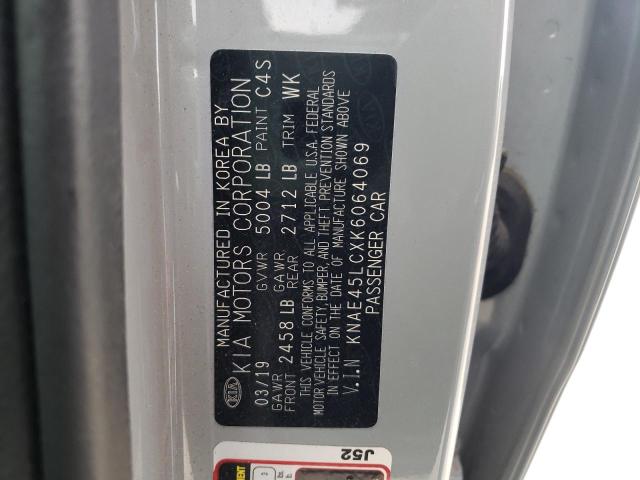 MANUFACTURED IN KOREA BY
KIA KIA MOTORS CORPORATION
03/19 GVWR 5004 LB PAINT C4S
GAWR FRONT 2458 LB GAWR REAR 2712 LB TRIM WK
THIS VEHICLE CONFORMS TO ALL APPLICABLE U.S.A. FEDERAL
MOTOR VEHICLE SAFETY, BUMPER, AND THEFT PREVENTION STANDARDS
IN EFFECT ON THE DATE OF MANUFACTURE SHOWN ABOVE
V.I.N KNAE45LCXK6064069
PASSENGER CAR
J52